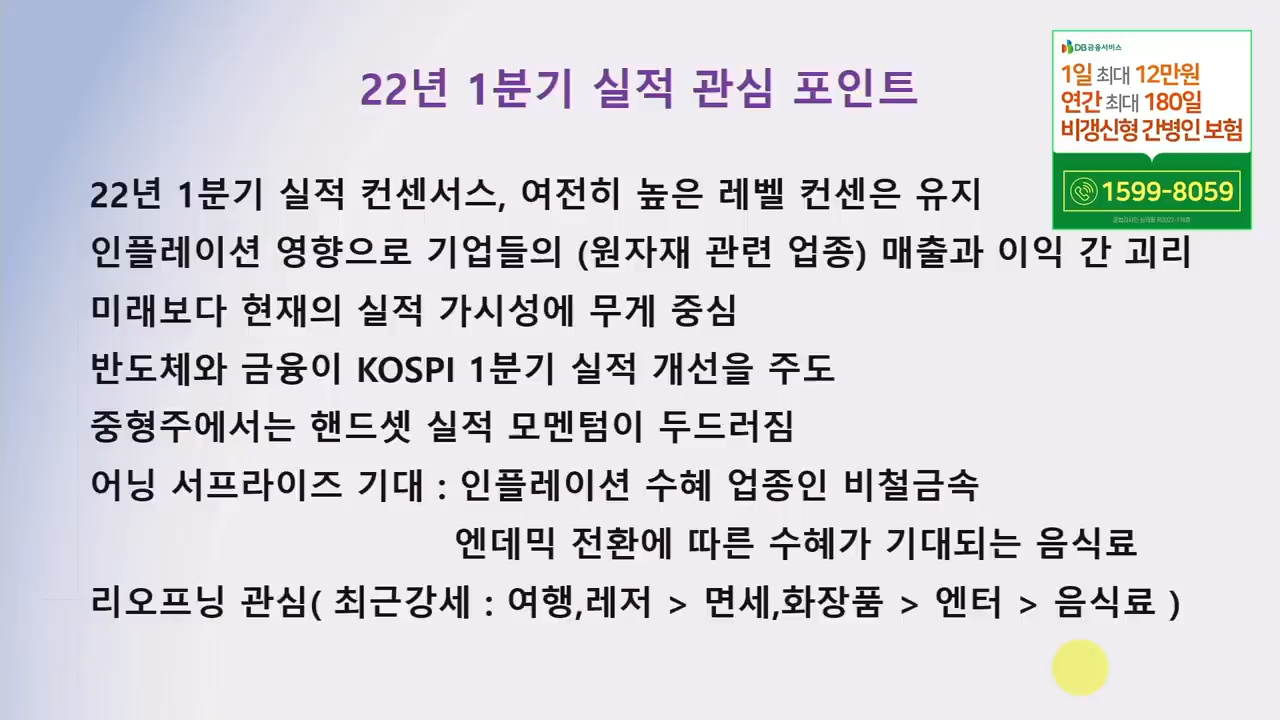 22년 1분기 실적 관심 포인트
DB금융서비스
1일 최대 12만원
연간 최대 180일
비갱신형 간병인 보험
1599-8059
22년 1분기 실적 컨센서스, 여전히 높은 레벨 컨센은 유지
인플레이션 영향으로 기업들의 (원자재 관련 업종) 매출과 이익 간 괴리
미래보다 현재의 실적 가시성에 무게 중심
반도체와 금융이 KOSPI 1분기 실적 개선을 주도
중형주에서는 핸드셋 실적 모멘텀이 두드러짐
어닝 서프라이즈 기대 : 인플레이션 수혜 업종인 비철금속
엔데믹 전환에 따른 수혜가 기대되는 음식료
리오프닝 관심( 최근강세 : 여행,레저 > 면세,화장품 > 엔터 > 음식료 )